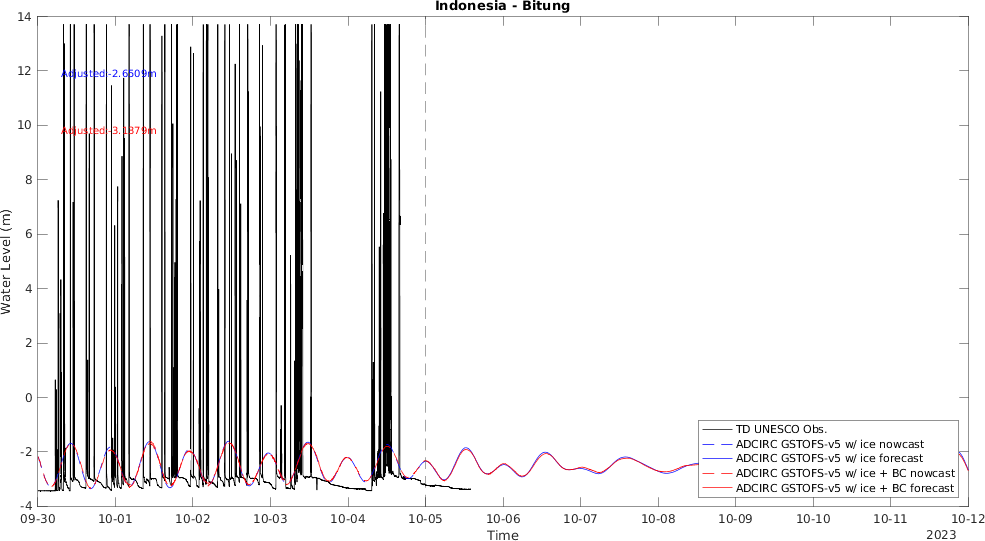 Indonesia - Bitung
14
12
10
8
6
4
2
0
-2
-4
Water Level (m)
Adjusted:-2.6609m
Adjusted:-3.1379m
TD UNESCO Obs.
ADCIRC GSTOFS-v5 w/ ice nowcast
ADCIRC GSTOFS-v5 w/ ice forecast
ADCIRC GSTOFS-v5 w/ ice + BC nowcast
ADCIRC GSTOFS-v5 w/ ice + BC forecast
09-30 10-01 10-02 10-03 10-04 10-05 10-06 10-07 10-08 10-09 10-10 10-11 10-12
Time
2023